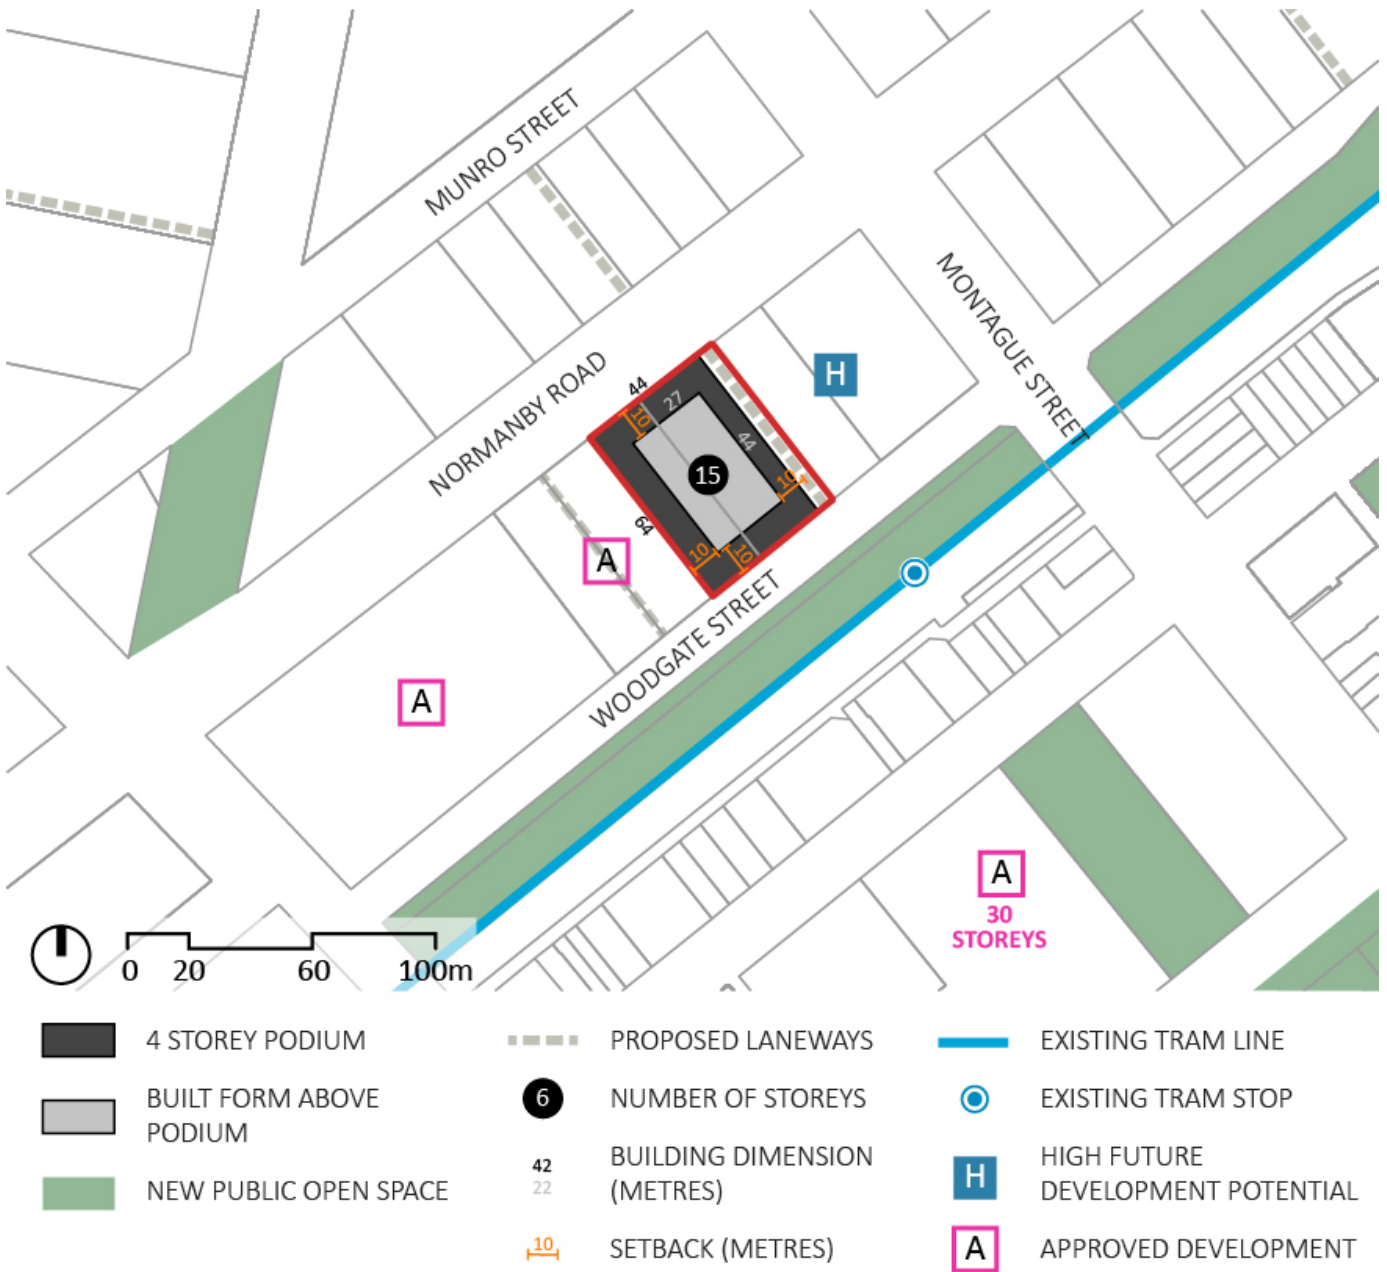 MUNRO STREET
MONTAGUE STREET
NORMANBY ROAD
44
27
10
44
H
15
10
64
10
10
A
WOODGATE STREET
A
A
30
STOREYS
0 20 60 100m
4 STOREY PODIUM
BUILT FORM ABOVE
PODIUM
NEW PUBLIC OPEN SPACE
PROPOSED LANEWAYS
6 NUMBER OF STOREYS
42
22
BUILDING DIMENSION
(METRES)
10 SETBACK (METRES)
EXISTING TRAM LINE
EXISTING TRAM STOP
H
HIGH FUTURE
DEVELOPMENT POTENTIAL
A APPROVED DEVELOPMENT